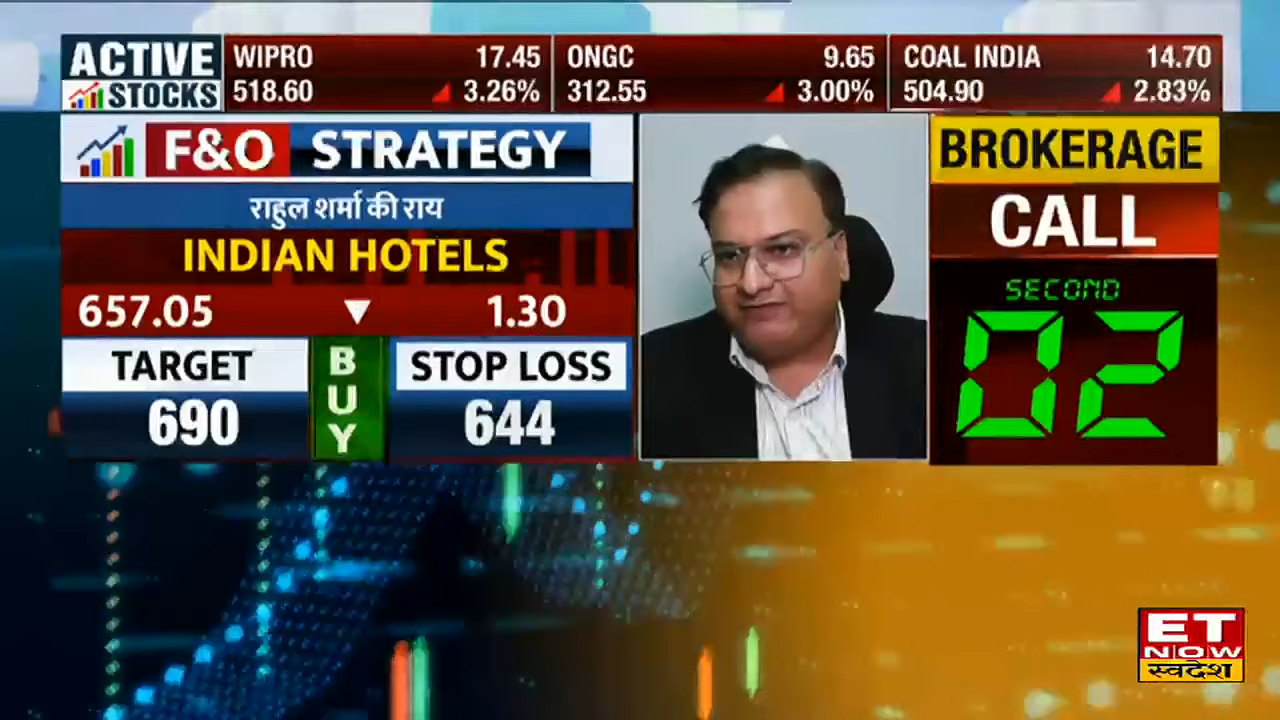 ACTIVE STOCKS
WIPRO 17.45
518.60 3.26%
ONGC 9.65
312.55 3.00%
COAL INDIA 14.70
504.90 2.83%
F&O STRATEGY
राहुल शर्मा की राय
INDIAN HOTELS
657.05 ▼ 1.30
TARGET
690
BUY
STOP LOSS
644
BROKERAGE
CALL
SECOND
02
ET
NOW
स्वदेश